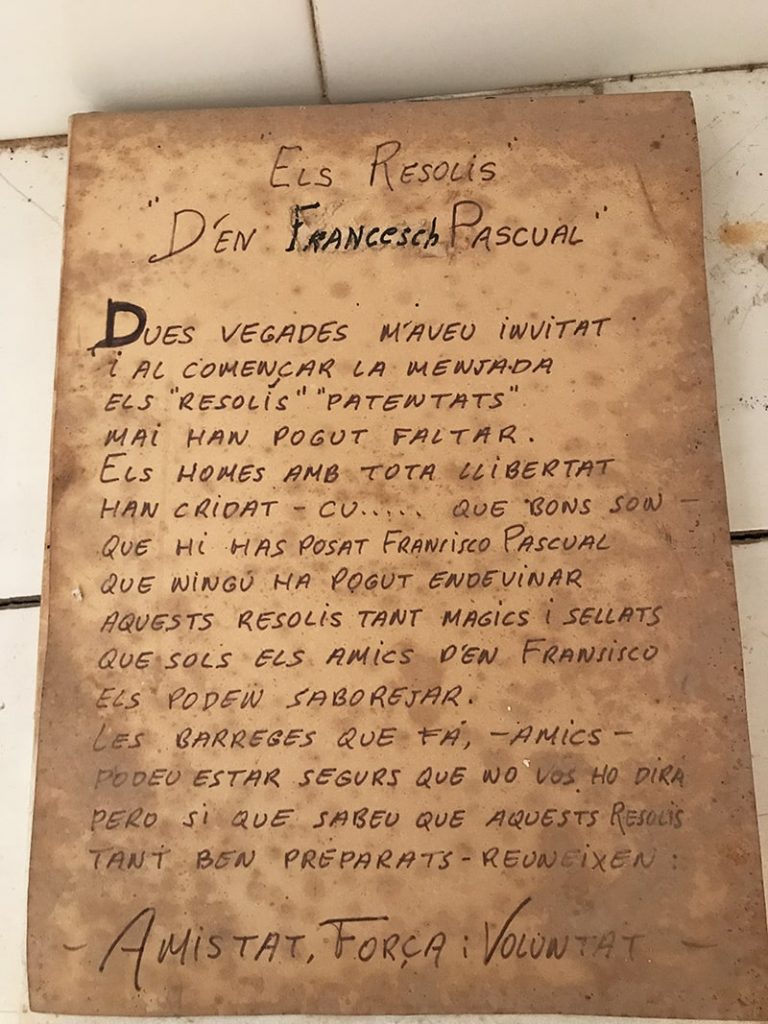 "ELS RESOLIS"
"D'EN FRANCESCh PASCUAL"
DUES VEGADES M'AVEU INVITAT
i AL COMENÇAR LA MENJADA
ELS "RESOLÍS" "PATENTATS"
MAI HAN POGUT FALTAR.
ELS HOMES AMB TOTA LLIBERTAT
HAN CRIDAT - CU..... QUE BONS SON -
QUE HI HAS POSAT FRANSISCO PASCUAL
QUE NINGÚ HA POGUT ENDEVINAR
AQUESTS RESOLIS TANT MAGICS i SELLATS
QUE SOLS ELS AMICS D'EN FRANSISCO
ELS PODEN SABOREJAR.
LES BARREGES QUE FÁ, - AMICS -
PODEU ESTAR SEGURS QUE NO VOS HO DIRÀ
PERO SI QUE SABEU QUE AQUESTS RESOLIS
TANT BEN PREPARATS - REUNEIXEN :
- AMISTAT, FORÇA i VOLUNTAT -